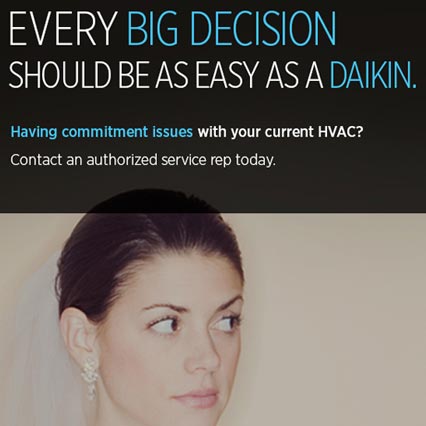 EVERY BIG DECISION
SHOULD BE AS EASY AS A DAIKIN.
Having commitment issues with your current HVAC?
Contact an authorized service rep today.